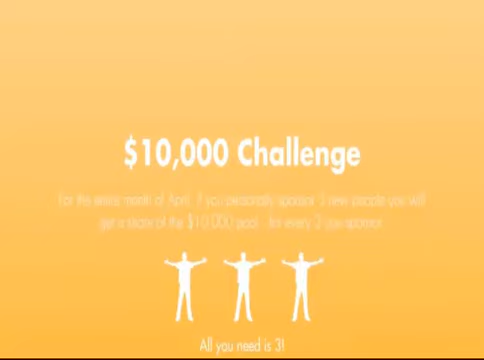 $10,000 Challenge
For the entire month of April, if you personally sponsor 3 new people you will
get a share of the $10,000 pool for every 3 you sponsor
All you need is 3!